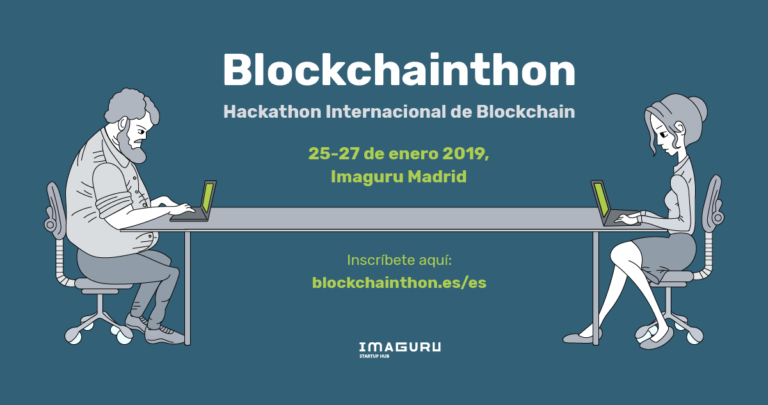 Blockchainthon
Hackathon Internacional de Blockchain
25-27 de enero 2019,
Imaguru Madrid
Inscríbete aquí:
blockchainthon.es/es
IMAGURU
STARTUP HUB